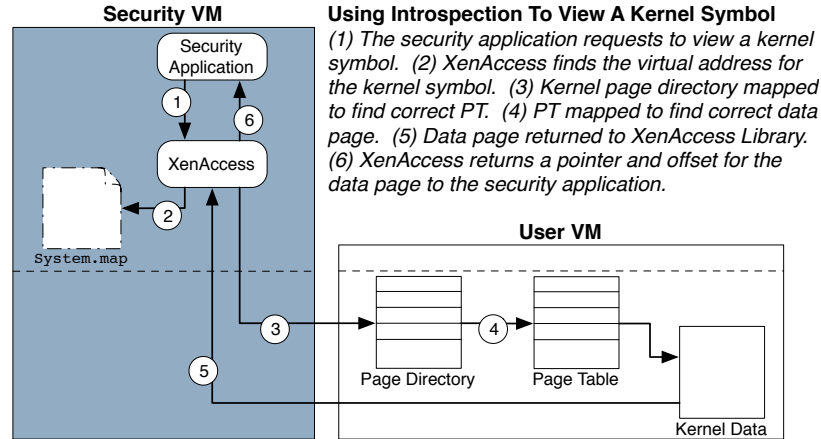 Security VM
Using Introspection To View A Kernel Symbol
(1) The security application requests to view a kernel
symbol. (2) XenAccess finds the virtual address for
the kernel symbol. (3) Kernel page directory mapped
to find correct PT. (4) PT mapped to find correct data
page. (5) Data page returned to XenAccess Library.
(6) XenAccess returns a pointer and offset for the
data page to the security application.
Security
Application
1
6
XenAccess
2
System.map
User VM
3
4
5
Page Directory
Page Table
Kernel Data